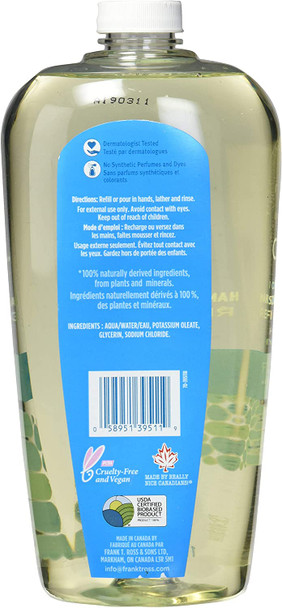 N190311
Dermatologist Tested
Testé par dermatologues
No Synthetic Perfumes and Dyes
Sans parfums synthétiques et
colorants
Directions: Refill or pour in hands, lather and rinse.
For external use only. Avoid contact with eyes.
Keep out of reach of children.
Mode d'emploi : Recharge ou versez dans
les mains, faites mousser et rincez.
Usage externe seulement. Évitez tout contact avec
les yeux. Gardez hors de portée des enfants.
*100% naturally derived ingredients,
from plants and minerals.
Ingrédients naturellement dérivés à 100%,
des plantes et minéraux.
INGREDIENTS : AQUA/WATER/EAU, POTASSIUM OLEATE,
GLYCERIN, SODIUM CHLORIDE.
0 58951 39511 9
PETA
Cruelty-Free
and Vegan
MADE BY REALLY
NICE CANADIANS!
USDA
CERTIFIED
BIOBASED
PRODUCT
MADE IN CANADA BY
FABRIQUÉ AU CANADA PAR
FRANK T. ROSS & SONS LTD,
MARKHAM, ON CANADA L3R 5M1
info@franktross.com